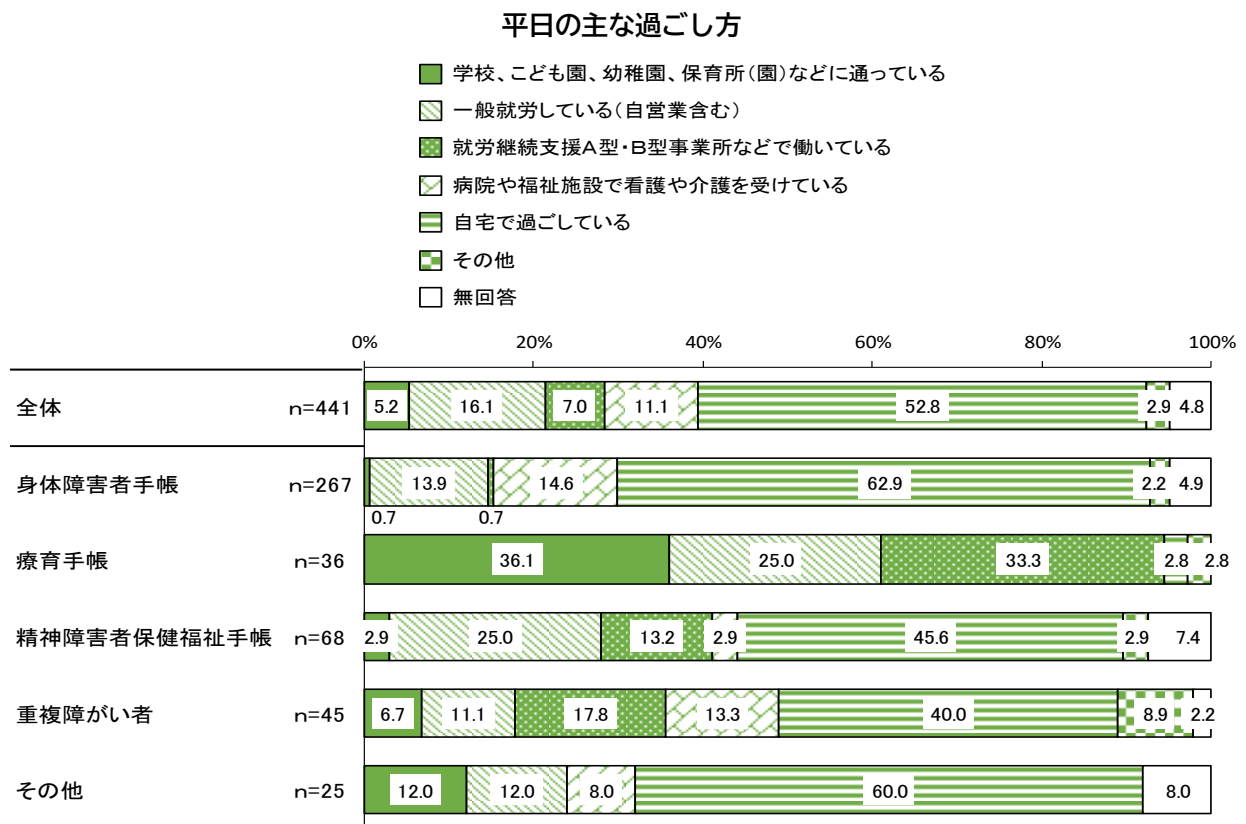 平日の主な過ごし方
学校、こども園、幼稚園、保育所(園)などに通っている
一般就労している(自営業含む)
就労継続支援A型・B型事業所などで働いている
病院や福祉施設で看護や介護を受けている
自宅で過ごしている
その他
無回答
0% 20% 40% 60% 80% 100%
全体 n=441 5.2 16.1 7.0 11.1 52.8 2.9 4.8
身体障害者手帳 n=267 13.9 14.6 62.9 2.2 4.9
0.7 0.7
療育手帳 n=36 36.1 25.0 33.3 2.8 2.8
精神障害者保健福祉手帳 n=68 2.9 25.0 13.2 2.9 45.6 2.9 7.4
重複障がい者 n=45 6.7 11.1 17.8 13.3 40.0 8.9 2.2
その他 n=25 12.0 12.0 8.0 60.0 8.0